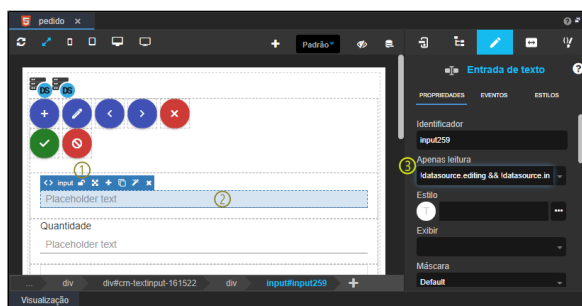 pedido ×
Padrão
Entrada de texto
PROPRIEDADES EVENTOS ESTILOS
DS DS
Identificador
input259
Apenas leitura
!datasource.editing && !datasource.in
Estilo
T
Exibir
Máscara
Default
1
<> input
Placeholder text
2
3
Quantidade
Placeholder text
... div div#cm-textinput-161522 div input#input259
Visualização